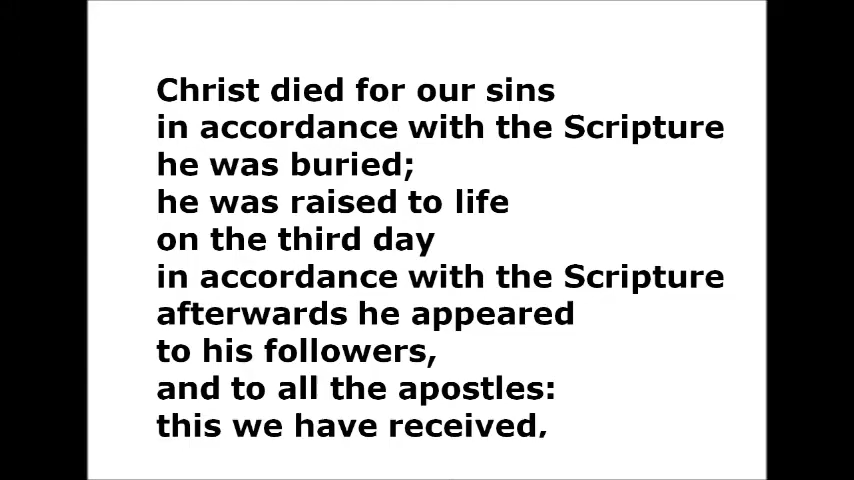 Christ died for our sins
in accordance with the Scripture
he was buried;
he was raised to life
on the third day
in accordance with the Scripture
afterwards he appeared
to his followers,
and to all the apostles:
this we have received,